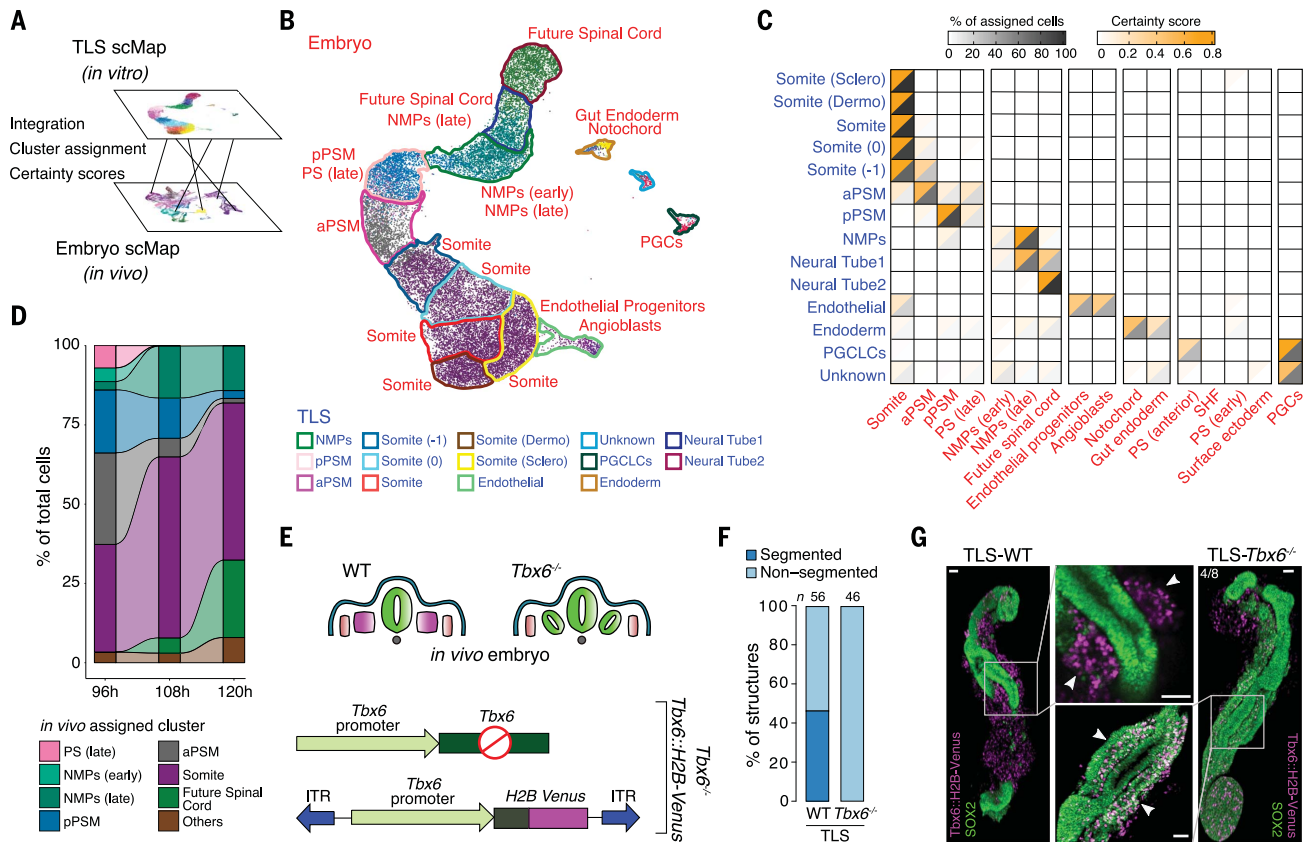 A
TLS scMap
(in vitro)
Integration
Cluster assignment
Certainty scores
Embryo scMap
(in vivo)
B
Embryo
Future Spinal Cord
Future Spinal Cord
NMPs (late)
Gut Endoderm
Notochord
pPSM
PS (late)
NMPs (early)
NMPs (late)
aPSM
PGCs
Somite
Somite
Endothelial Progenitors
Angioblasts
Somite
Somite
Somite
TLS
NMPs
Somite (-1)
Somite (Dermo)
Unknown
Neural Tube1
pPSM
Somite (0)
Somite (Sclero)
PGCLCs
Neural Tube2
aPSM
Somite
Endothelial
Endoderm
C
% of assigned cells
0 20 40 60 80 100
Certainty score
0 0.2 0.4 0.6 0.8
Somite (Sclero)
Somite (Dermo)
Somite
Somite (0)
Somite (-1)
aPSM
pPSM
NMPs
Neural Tube1
Neural Tube2
Endothelial
Endoderm
PGCLCs
Unknown
Somite
aPSM
pPSM
PS (late)
NMPs (early)
NMPs (late)
Future spinal cord
Endothelial progenitors
Angioblasts
Notochord
Gut endoderm
PS (anterior)
SHF
PS (early)
Surface ectoderm
PGCs
D
% of total cells
100
75
50
25
0
96h
108h
120h
in vivo assigned cluster
PS (late)
NMPs (early)
NMPs (late)
pPSM
aPSM
Somite
Future Spinal
Cord
Others
E
WT
Tbx6-/-
in vivo embryo
Tbx6
promoter
Tbx6
Tbx6
promoter
H2B Venus
ITR
ITR
Tbx6-/-
Tbx6::H2B-Venus
F
Segmented
Non–segmented
n 56 46
% of structures
100
80
60
40
20
0
WT Tbx6-/-
TLS
G
TLS-WT
TLS-Tbx6-/-
4/8
Tbx6::H2B-Venus
SOX2
Tbx6::H2B-Venus
SOX2